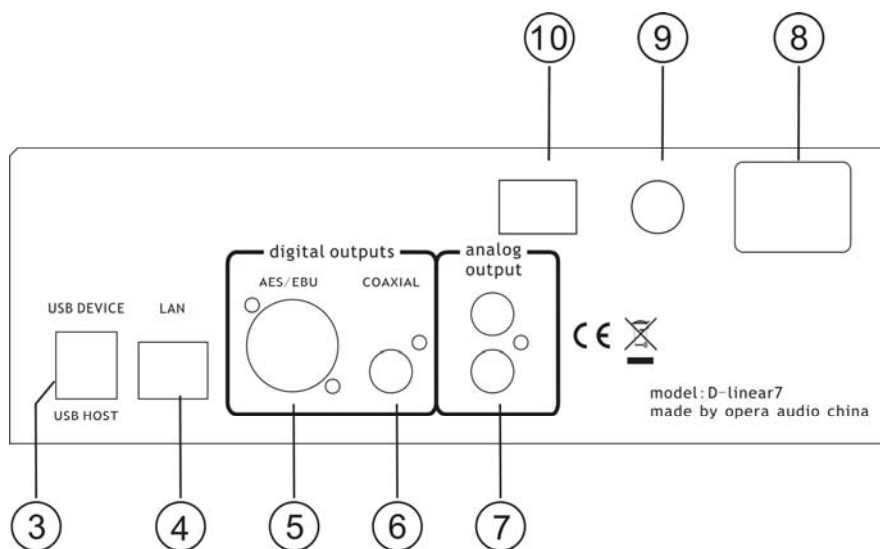 10 9 8
digital outputs
analog
output
AES/EBU COAXIAL
USB DEVICE LAN
CE
USB HOST
model: D-linear7
made by opera audio china
3 4 5 6 7